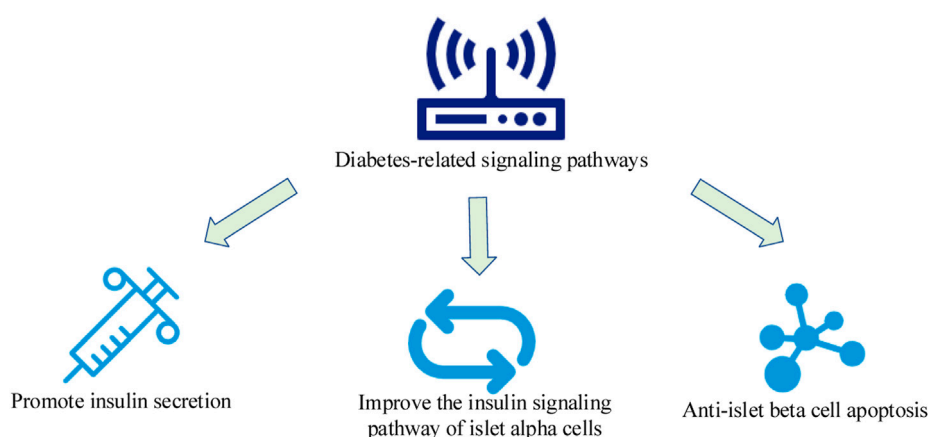 Diabetes-related signaling pathways
Promote insulin secretion
Improve the insulin signaling
pathway of islet alpha cells
Anti-islet beta cell apoptosis